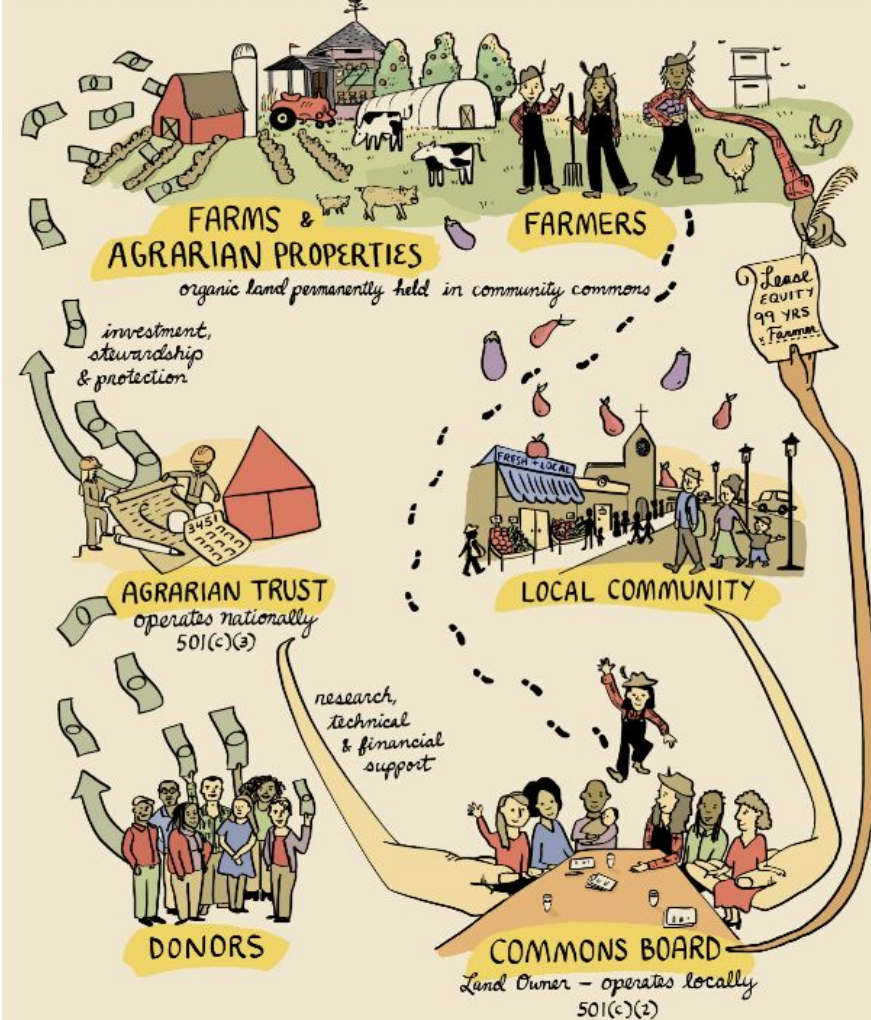 FARMS &
AGRARIAN PROPERTIES
FARMERS
organic land permanently held in community commons
Lease
EQUITY
99 YRS
x Farmer
investment,
stewardship
& protection
3451
FRESH + LOCAL
AGRARIAN TRUST
operates nationally
501(c)(3)
LOCAL COMMUNITY
research,
technical
& financial
support
DONORS
COMMONS BOARD
Land Owner – operates locally
501(c)(2)